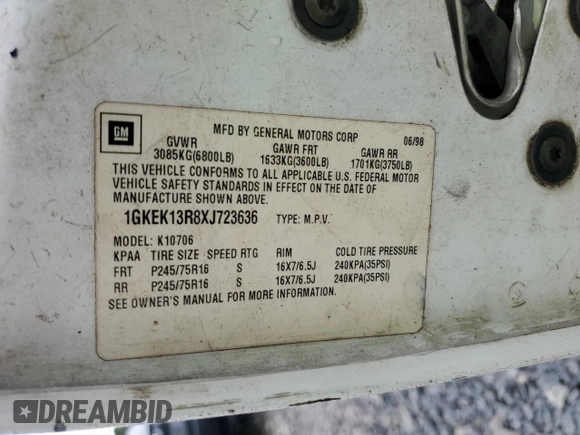 GM
MFD BY GENERAL MOTORS CORP 06/98
GVWR GAWR FRT GAWR RR
3085KG(6800LB) 1633KG(3600LB) 1701KG(3750LB)
THIS VEHICLE CONFORMS TO ALL APPLICABLE U.S. FEDERAL MOTOR
VEHICLE SAFETY STANDARDS IN EFFECT ON THE DATE OF
MANUFACTURE SHOWN ABOVE.
1GKEK13R8XJ723636 TYPE: M.P.V.
MODEL: K10706
KPAA TIRE SIZE SPEED RTG RIM COLD TIRE PRESSURE
FRT P245/75R16 S 16X7/6.5J 240KPA(35PSI)
RR P245/75R16 S 16X7/6.5J 240KPA(35PSI)
SEE OWNER'S MANUAL FOR MORE INFORMATION.
DREAMBID